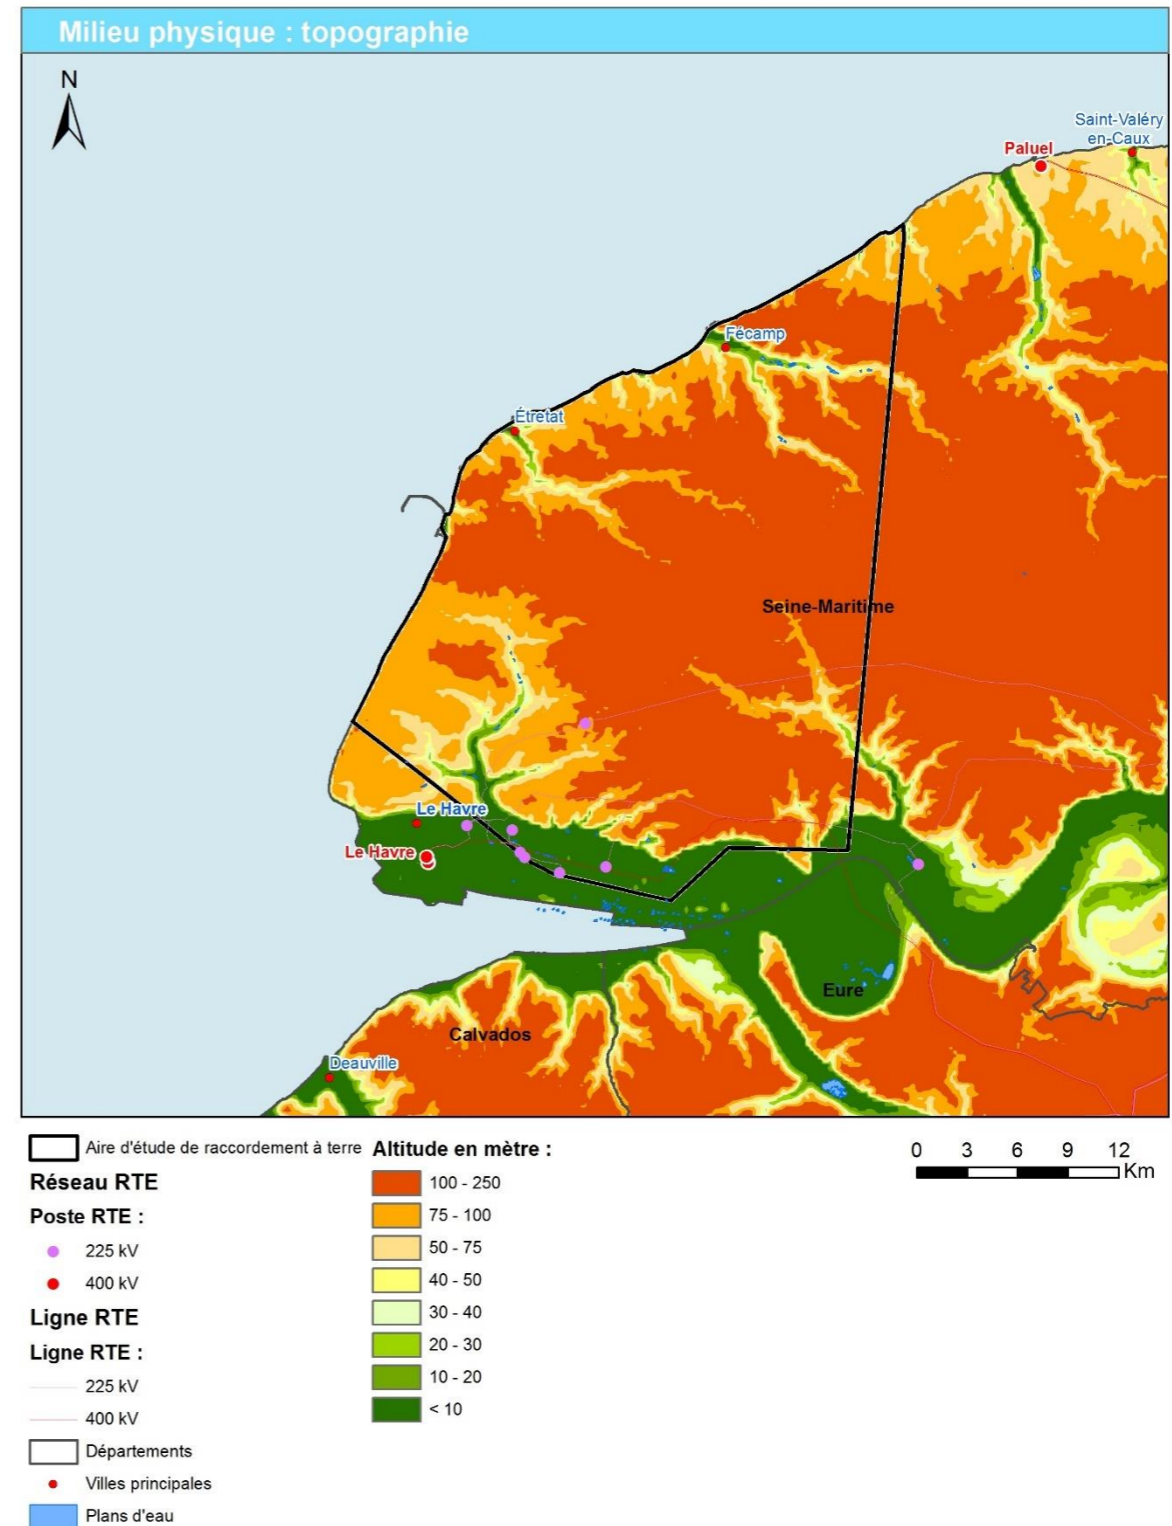 Milieu physique : topographie
N
Saint-Valéry
en-Caux
Paluel
Fécamp
Étretat
Seine-Maritime
Le Havre
Le Havre
Eure
Calvados
Deauville
Aire d'étude de raccordement à terre
Réseau RTE
Poste RTE :
225 kV
400 kV
Ligne RTE
Ligne RTE :
225 kV
400 kV
Départements
Villes principales
Plans d'eau
Altitude en mètre :
100 - 250
75 - 100
50 - 75
40 - 50
30 - 40
20 - 30
10 - 20
< 10
0 3 6 9 12
Km